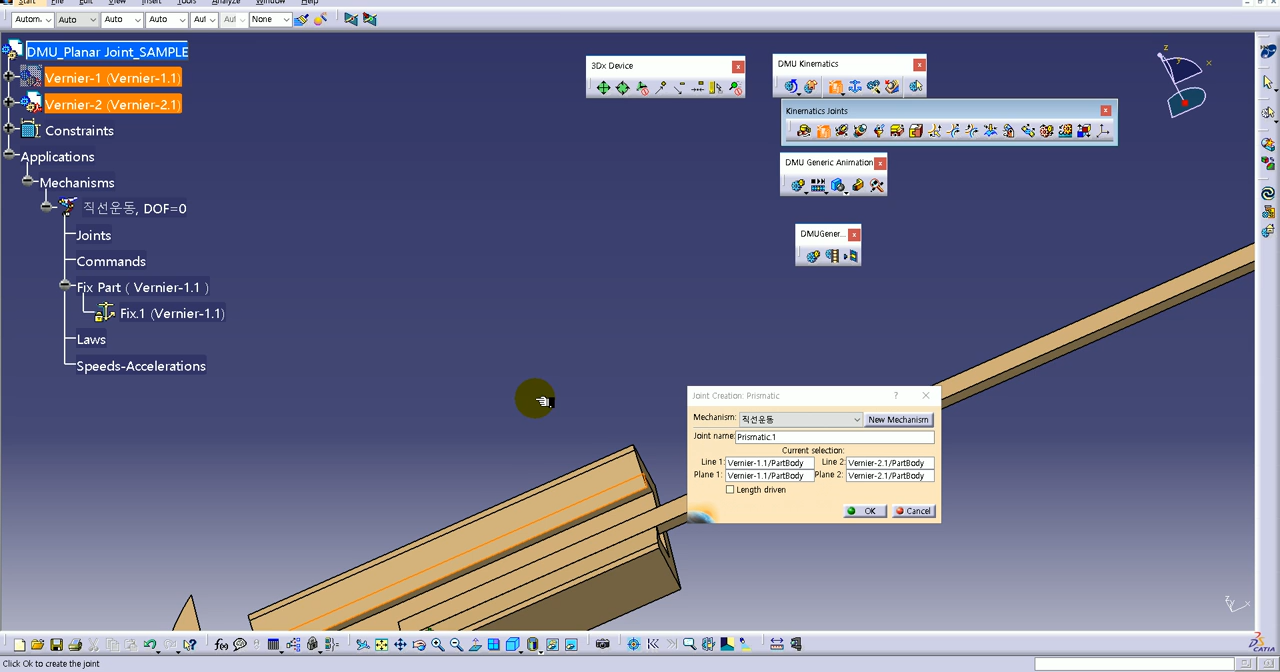 Start File Edit View Insert Tools Analyze Window Help
Autom. Auto Auto Auto Aut Aut None
DMU_Planar Joint_SAMPLE
Vernier-1 (Vernier-1.1)
Vernier-2 (Vernier-2.1)
Constraints
Applications
Mechanisms
직선운동, DOF=0
Joints
Commands
Fix Part ( Vernier-1.1 )
Fix.1 (Vernier-1.1)
Laws
Speeds-Accelerations
3Dx Device
DMU Kinematics
Kinematics Joints
DMU Generic Animation
DMUGener...
z
y
x
Joint Creation: Prismatic
Mechanism: 직선운동 New Mechanism
Joint name: Prismatic.1
Current selection:
Line 1: Vernier-1.1/PartBody Line 2: Vernier-2.1/PartBody
Plane 1: Vernier-1.1/PartBody Plane 2: Vernier-2.1/PartBody
Length driven
OK Cancel
CATIA
Click Ok to create the joint